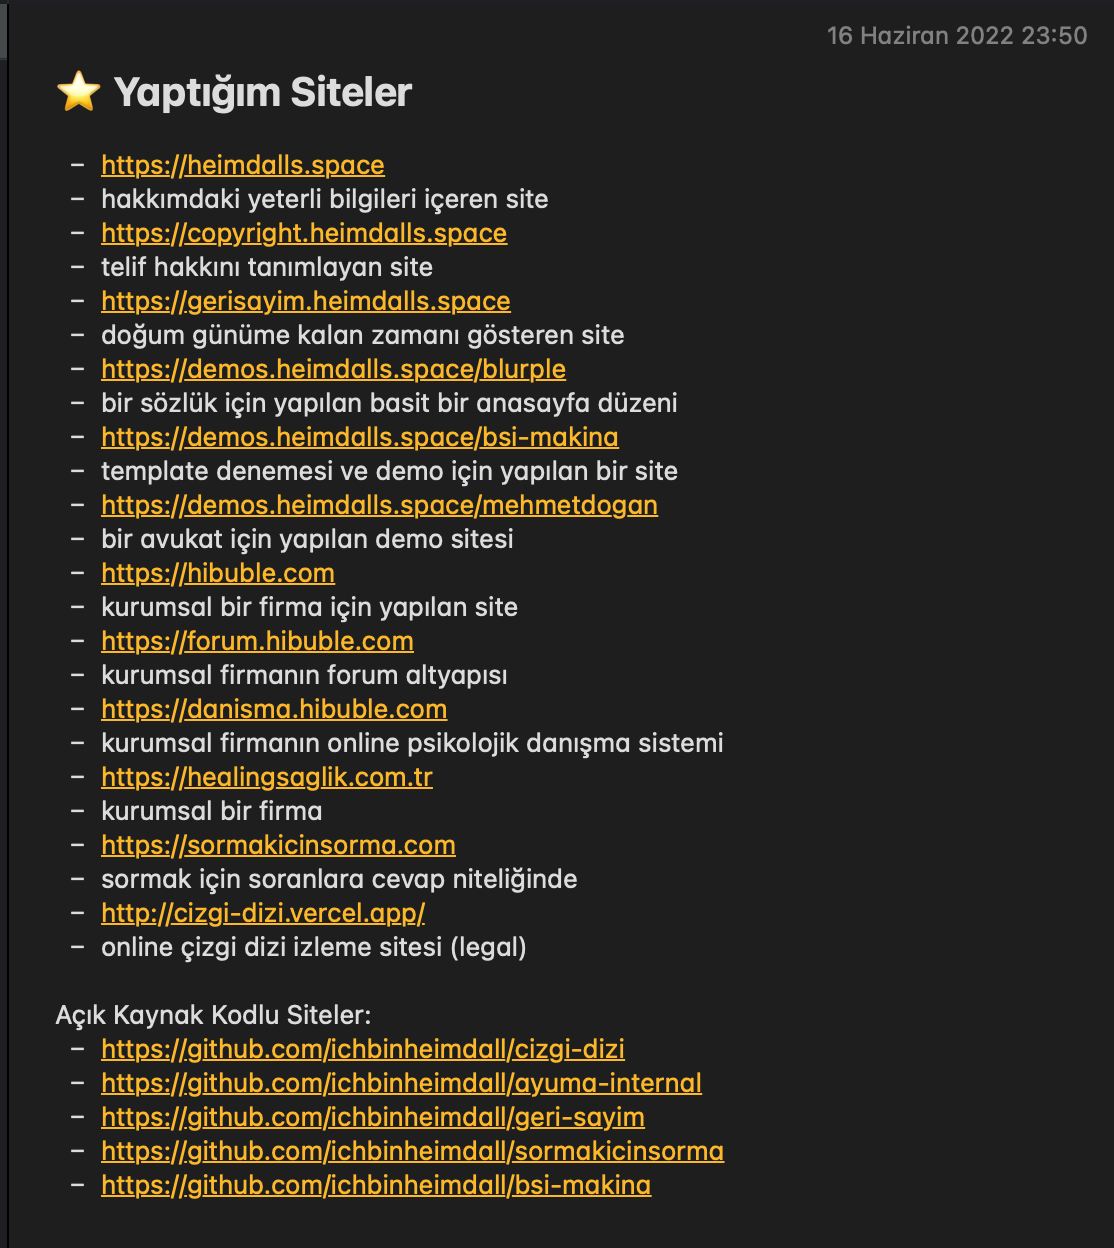 16 Haziran 2022 23:50
⭐ Yaptığım Siteler
– https://heimdalls.space
– hakkımdaki yeterli bilgileri içeren site
– https://copyright.heimdalls.space
– telif hakkını tanımlayan site
– https://gerisayim.heimdalls.space
– doğum günüme kalan zamanı gösteren site
– https://demos.heimdalls.space/blurple
– bir sözlük için yapılan basit bir anasayfa düzeni
– https://demos.heimdalls.space/bsi-makina
– template denemesi ve demo için yapılan bir site
– https://demos.heimdalls.space/mehmetdogan
– bir avukat için yapılan demo sitesi
– https://hibuble.com
– kurumsal bir firma için yapılan site
– https://forum.hibuble.com
– kurumsal firmanın forum altyapısı
– https://danisma.hibuble.com
– kurumsal firmanın online psikolojik danışma sistemi
– https://healingsaglik.com.tr
– kurumsal bir firma
– https://sormakicinsorma.com
– sormak için soranlara cevap niteliğinde
– http://cizgi-dizi.vercel.app/
– online çizgi dizi izleme sitesi (legal)
Açık Kaynak Kodlu Siteler:
– https://github.com/ichbinheimdall/cizgi-dizi
– https://github.com/ichbinheimdall/ayuma-internal
– https://github.com/ichbinheimdall/geri-sayim
– https://github.com/ichbinheimdall/sormakicinsorma
– https://github.com/ichbinheimdall/bsi-makina